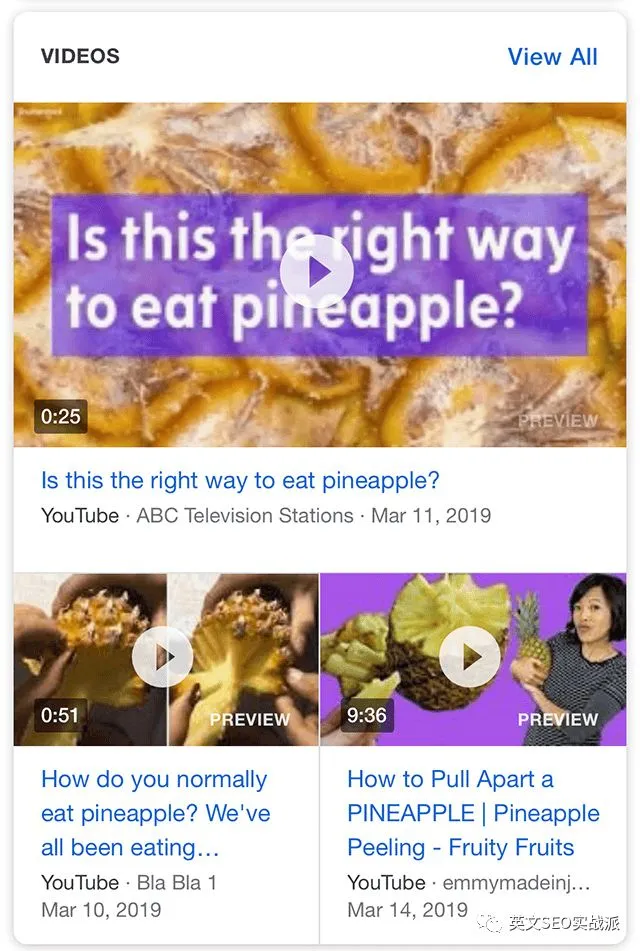 VIDEOS
View All
Shutterstock
Is this the right way
to eat pineapple?
0:25
PREVIEW
Is this the right way to eat pineapple?
YouTube · ABC Television Stations · Mar 11, 2019
0:51
PREVIEW
9:36
PREVIEW
How do you normally
eat pineapple? We've
all been eating...
YouTube · Bla Bla 1
Mar 10, 2019
How to Pull Apart a
PINEAPPLE | Pineapple
Peeling - Fruity Fruits
YouTube · emmymadeinj...
Mar 14, 2019
英文SEO实战派